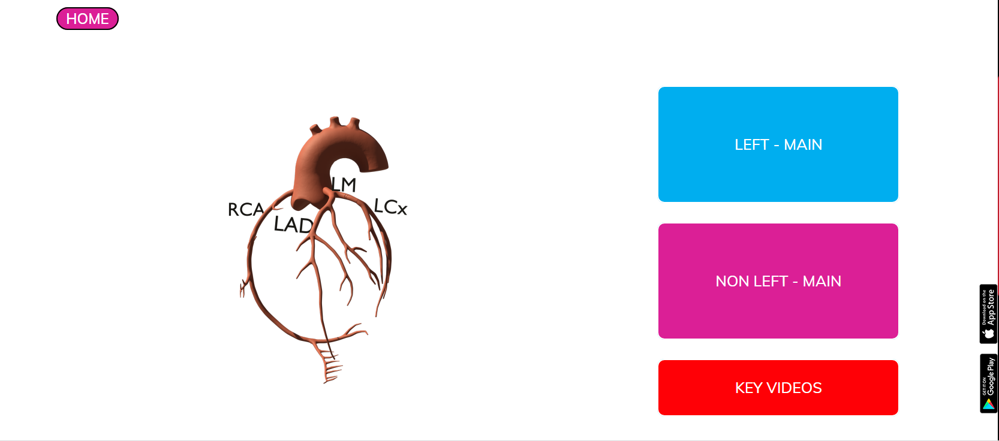 HOME
LM
RCA
LCx
LAD
LEFT - MAIN
NON LEFT - MAIN
KEY VIDEOS
Download on the
App Store
GET IT ON
Google Play